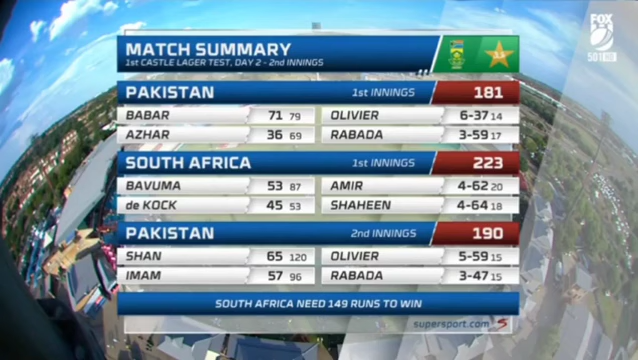 FOX
501 HD
MATCH SUMMARY
1ST CASTLE LAGER TEST, DAY 2 - 2ND INNINGS
PAKISTAN 1ST INNINGS 181
BABAR 71 79 OLIVIER 6-37 14
AZHAR 36 69 RABADA 3-59 17
SOUTH AFRICA 1ST INNINGS 223
BAVUMA 53 87 AMIR 4-62 20
de KOCK 45 53 SHAHEEN 4-64 18
PAKISTAN 2ND INNINGS 190
SHAN 65 120 OLIVIER 5-59 15
IMAM 57 96 RABADA 3-47 15
SOUTH AFRICA NEED 149 RUNS TO WIN
supersport.com